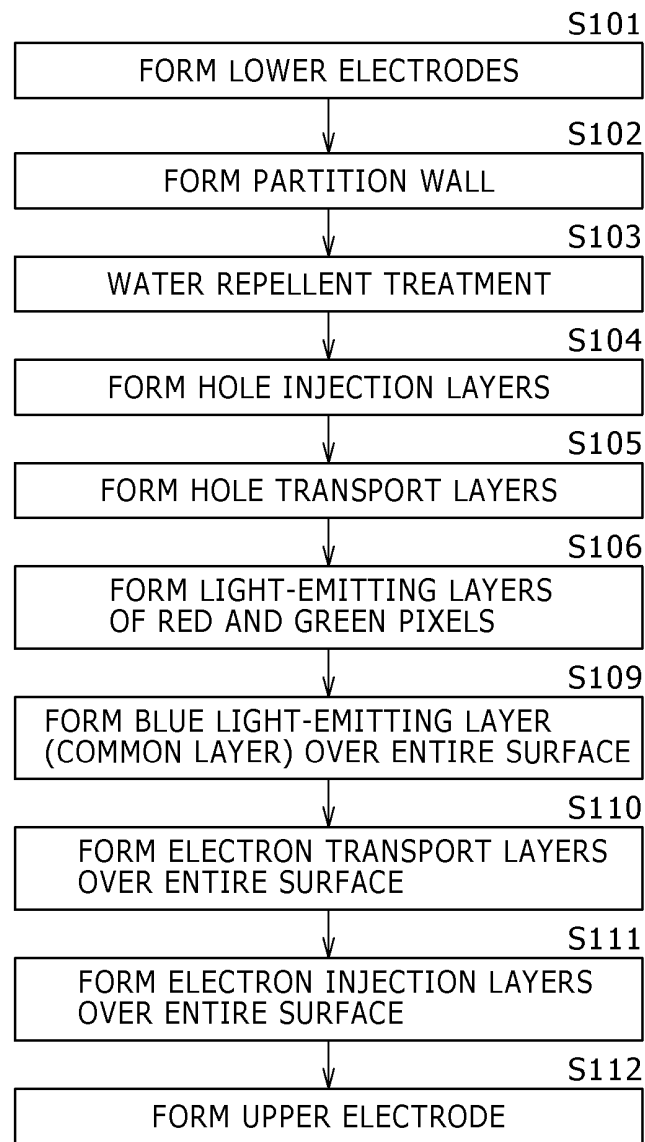 S101
FORM LOWER ELECTRODES
S102
FORM PARTITION WALL
S103
WATER REPELLENT TREATMENT
S104
FORM HOLE INJECTION LAYERS
S105
FORM HOLE TRANSPORT LAYERS
S106
FORM LIGHT-EMITTING LAYERS
OF RED AND GREEN PIXELS
S109
FORM BLUE LIGHT-EMITTING LAYER
(COMMON LAYER) OVER ENTIRE SURFACE
S110
FORM ELECTRON TRANSPORT LAYERS
OVER ENTIRE SURFACE
S111
FORM ELECTRON INJECTION LAYERS
OVER ENTIRE SURFACE
S112
FORM UPPER ELECTRODE